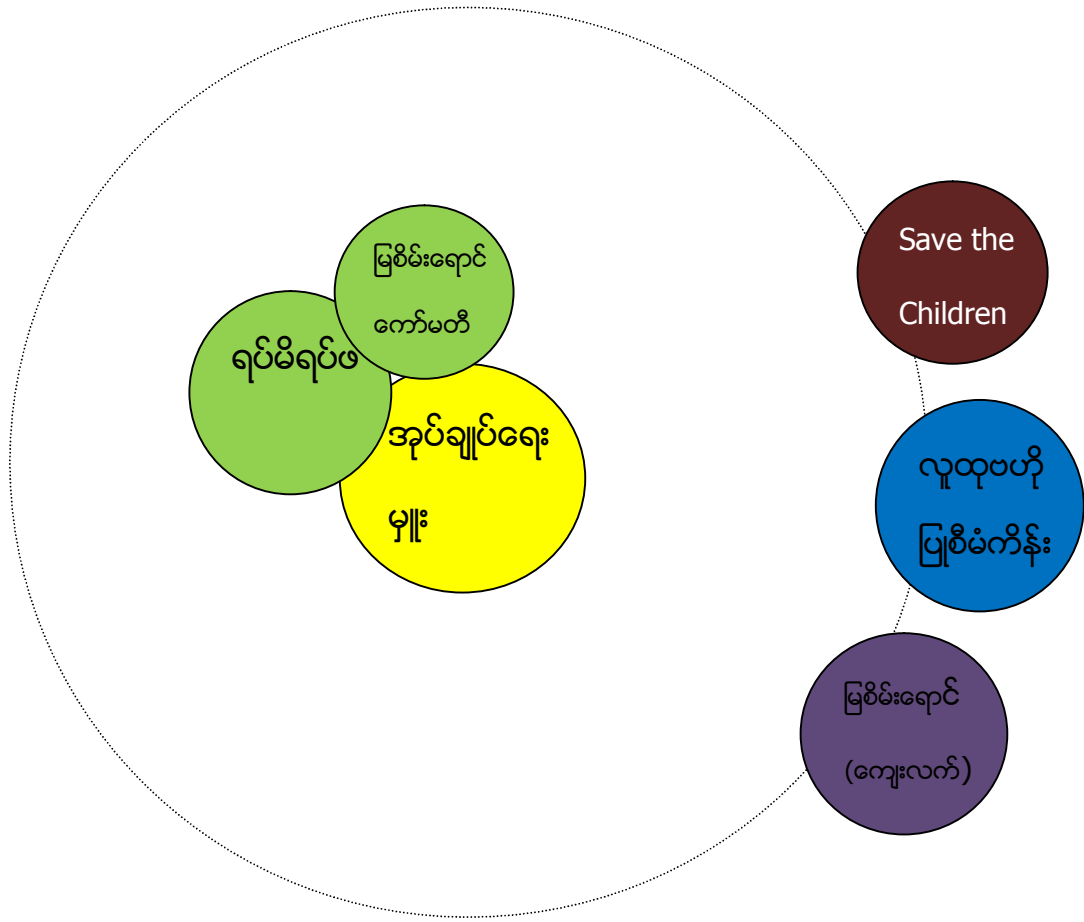 မြစိမ်းရောင်
ကော်မတီ
ရပ်မိရပ်ဖ
အုပ်ချုပ်ရေး
မှူး
Save the
Children
လူထုဗဟို
ပြုစီမံကိန်း
မြစိမ်းရောင်
(ကျေးလက်)